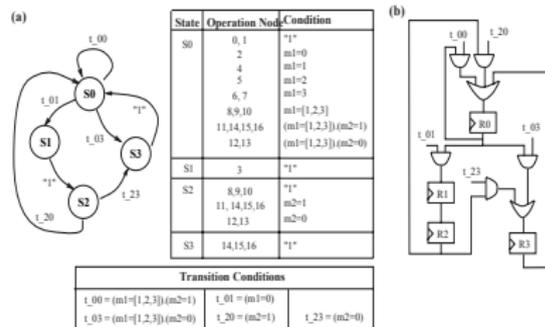 (a)
t_00
S0
t_01
"1"
S1
t_03
S3
"1"
t_23
S2
t_20
State Operation Node Condition
S0 0, 1 "1"
2 m1=0
4 m1=1
5 m1=2
6, 7 m1=3
8,9,10 m1=[1,2,3]
11,14,15,16 (m1=[1,2,3]).(m2=1)
12,13 (m1=[1,2,3]).(m2=0)
S1 3 "1"
S2 8,9,10 "1"
11, 14,15,16 m2=1
12,13 m2=0
S3 14,15,16 "1"
Transition Conditions
t_00 = (m1=[1,2,3]).(m2=1) t_01 = (m1=0)
t_03 = (m1=[1,2,3]).(m2=0) t_20 = (m2=1) t_23 = (m2=0)
(b)
t_00 t_20
R0
t_01 t_03
t_23
R1
R2
R3